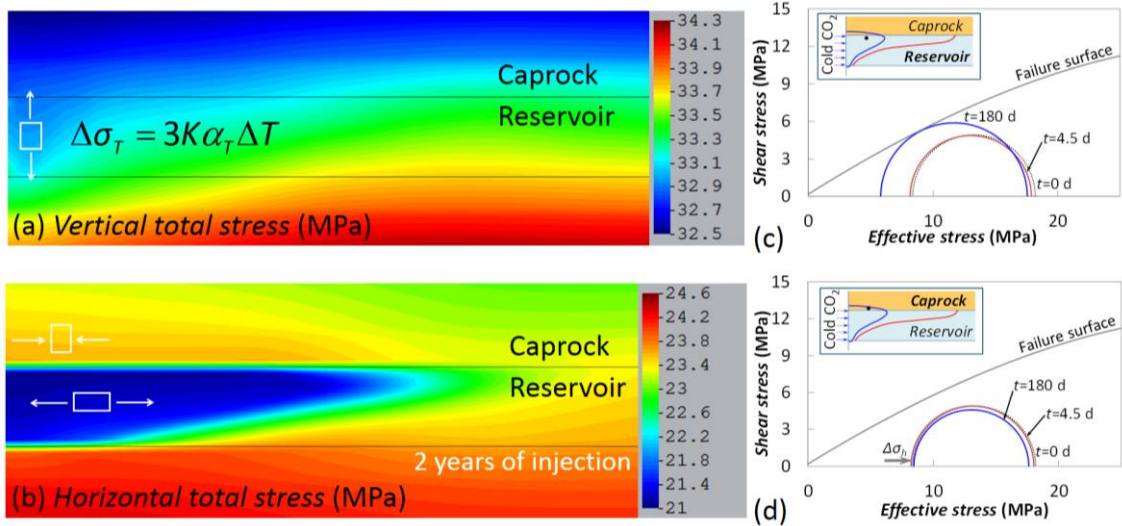 34.3
34.1
33.9
33.7
33.5
33.3
33.1
32.9
32.7
32.5
Caprock
Reservoir
Δσ_T = 3Kα_TΔT
(a) Vertical total stress (MPa)
24.6
24.2
23.8
23.4
23
22.6
22.2
21.8
21.4
21
Caprock
Reservoir
2 years of injection
(b) Horizontal total stress (MPa)
15
12
9
6
3
0
Shear stress (MPa)
Cold CO₂
Caprock
Reservoir
Failure surface
t=180 d
t=4.5 d
t=0 d
0
10
20
(c)
Effective stress (MPa)
15
12
9
6
3
0
Shear stress (MPa)
Cold CO₂
Caprock
Reservoir
Failure surface
t=180 d
t=4.5 d
t=0 d
Δσ_h
0
10
20
(d)
Effective stress (MPa)